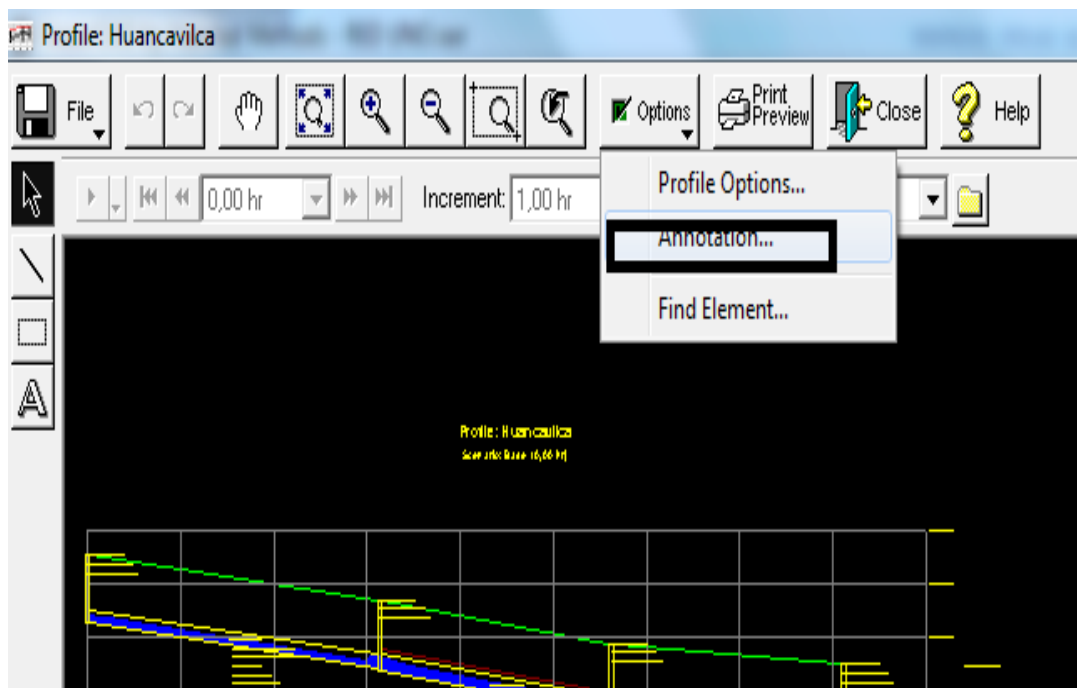 Profile: Huancavilca
File
Options
Print
Preview
Close
Help
0,00 hr
Increment: 1,00 hr
Profile Options...
Annotation...
Find Element...
A
Profile: Huancavilca